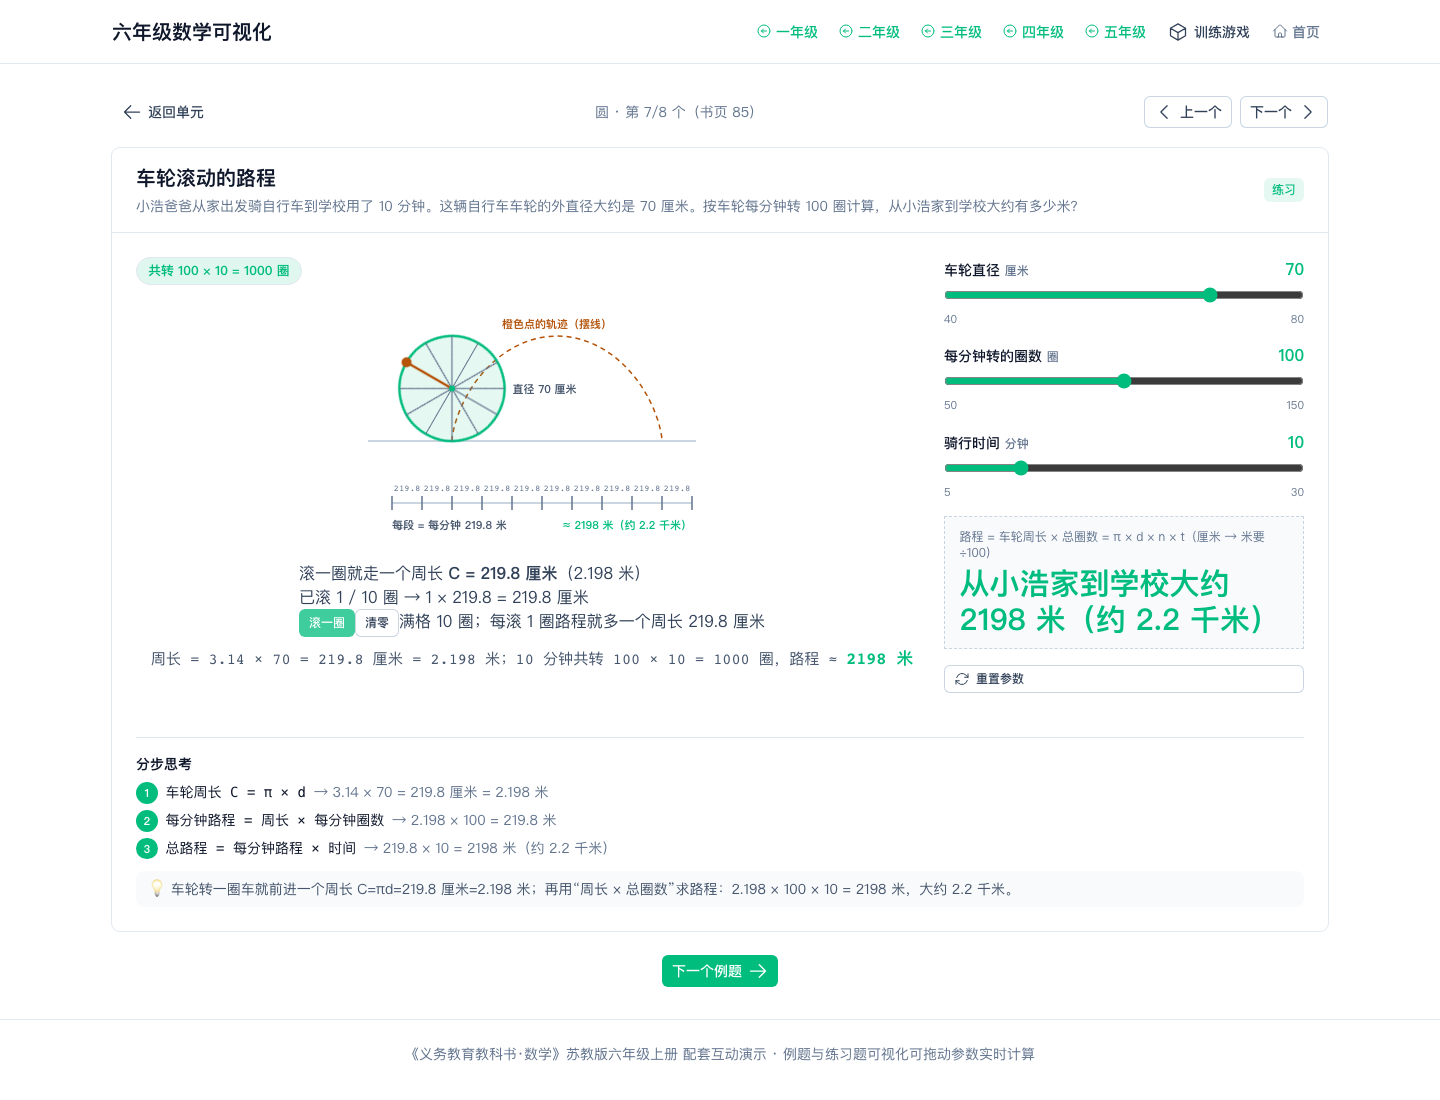 六年级数学可视化
一年级 二年级 三年级 四年级 五年级 训练游戏 首页
返回单元 圆 · 第 7/8 个（书页 85） 上一个 下一个
车轮滚动的路程
小浩爸爸从家出发骑自行车到学校用了 10 分钟。这辆自行车车轮的外直径大约是 70 厘米。按车轮每分钟转 100 圈计算，从小浩家到学校大约有多少米？
练习
共转 100 × 10 = 1000 圈
橙色点的轨迹（摆线）
直径 70 厘米
219.8 219.8 219.8 219.8 219.8 219.8 219.8 219.8 219.8 219.8
每段 = 每分钟 219.8 米 ≈ 2198 米（约 2.2 千米）
滚一圈就走一个周长 C = 219.8 厘米（2.198 米）
已滚 1 / 10 圈 → 1 × 219.8 = 219.8 厘米
滚一圈 清零 满格 10 圈；每滚 1 圈路程就多一个周长 219.8 厘米
周长 = 3.14 × 70 = 219.8 厘米 = 2.198 米；10 分钟共转 100 × 10 = 1000 圈，路程 ≈ 2198 米
车轮直径 厘米 70
40 80
每分钟转的圈数 圈 100
50 150
骑行时间 分钟 10
5 30
路程 = 车轮周长 × 总圈数 = π × d × n × t（厘米 → 米要
÷100）
从小浩家到学校大约
2198 米（约 2.2 千米）
重置参数
分步思考
1 车轮周长 C = π × d → 3.14 × 70 = 219.8 厘米 = 2.198 米
2 每分钟路程 = 周长 × 每分钟圈数 → 2.198 × 100 = 219.8 米
3 总路程 = 每分钟路程 × 时间 → 219.8 × 10 = 2198 米（约 2.2 千米）
💡 车轮转一圈车就前进一个周长 C=πd=219.8 厘米=2.198 米；再用“周长 × 总圈数”求路程：2.198 × 100 × 10 = 2198 米，大约 2.2 千米。
下一个例题
《义务教育教科书·数学》苏教版六年级上册 配套互动演示 · 例题与练习题可视化可拖动参数实时计算